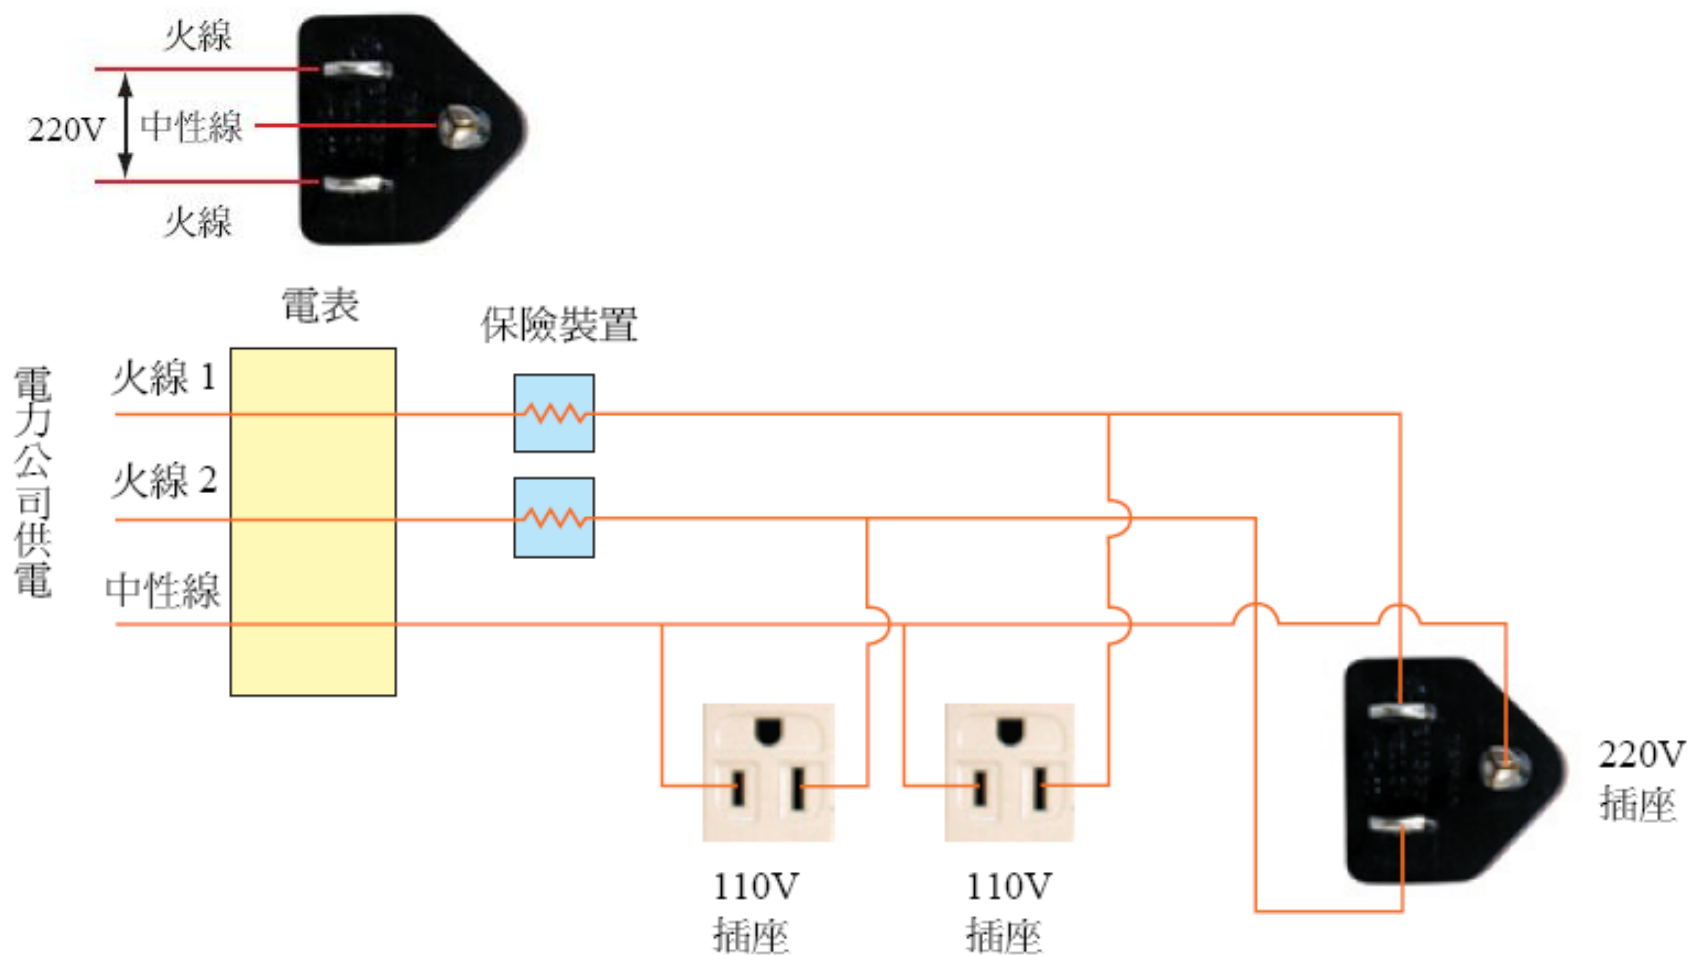 火線
220V
中性線
火線
電表
保險裝置
電力公司供電
火線 1
火線 2
中性線
110V
插座
110V
插座
220V
插座